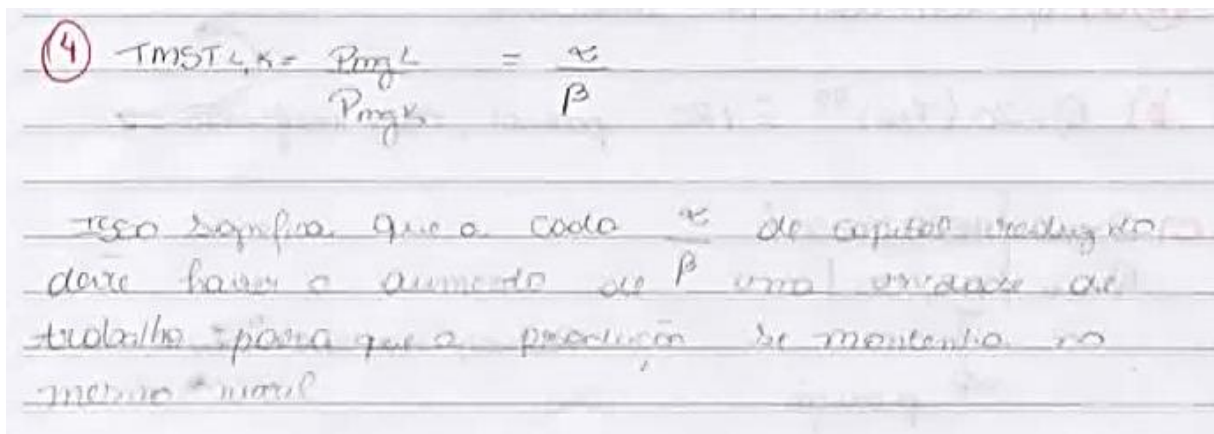 4 TMSTL,K = PmgL = α
PmgK β
Isso significa que a cada α de capital reduzido
β
deve haver o aumento de uma unidade de
trabalho para que a produção se mantenha no
mesmo nível